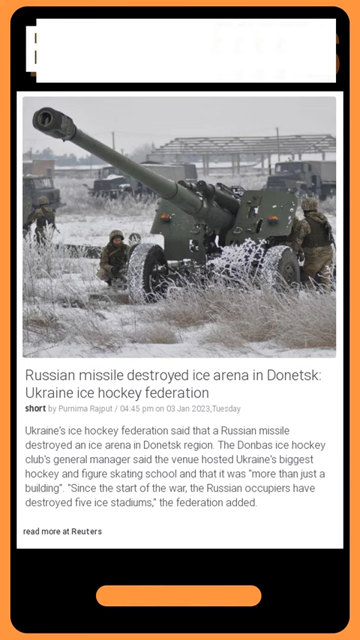 Russian missile destroyed ice arena in Donetsk:
Ukraine ice hockey federation
short by Purnima Rajput / 04:45 pm on 03 Jan 2023,Tuesday
Ukraine's ice hockey federation said that a Russian missile
destroyed an ice arena in Donetsk region. The Donbas ice hockey
club's general manager said the venue hosted Ukraine's biggest
hockey and figure skating school and that it was "more than just a
building". "Since the start of the war, the Russian occupiers have
destroyed five ice stadiums," the federation added.
read more at Reuters